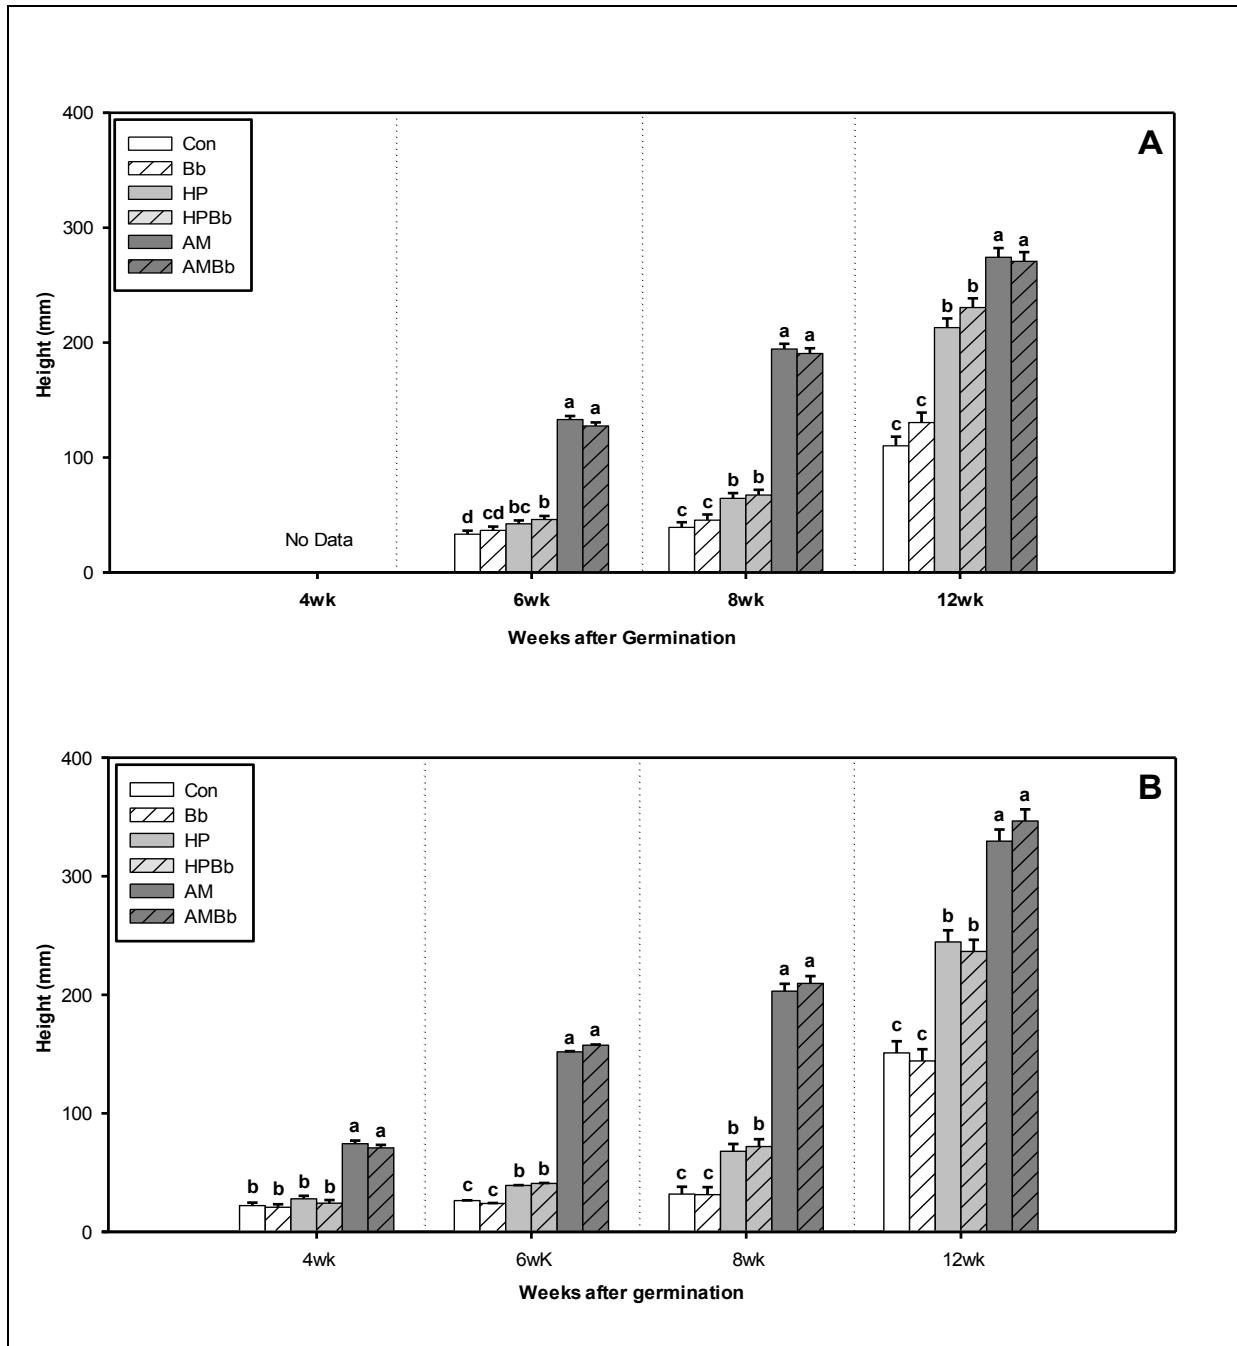 A
400
300
200
100
0
Height (mm)
Con
Bb
HP
HPBb
AM
AMBb
No Data
d cd bc b a a
c c b b a a
c c b b a a
4wk 6wk 8wk 12wk
Weeks after Germination
B
400
300
200
100
0
Height (mm)
Con
Bb
HP
HPBb
AM
AMBb
b b b b a a
c c b b a a
c c b b a a
c c b b a a
4wk 6wK 8wk 12wk
Weeks after germination